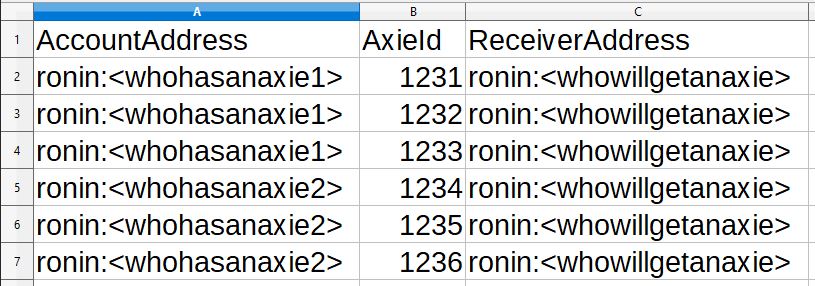 A B C
1 AccountAddress AxieId ReceiverAddress
2 ronin:<whohasanaxie1> 1231 ronin:<whowillgetanaxie>
3 ronin:<whohasanaxie1> 1232 ronin:<whowillgetanaxie>
4 ronin:<whohasanaxie1> 1233 ronin:<whowillgetanaxie>
5 ronin:<whohasanaxie2> 1234 ronin:<whowillgetanaxie>
6 ronin:<whohasanaxie2> 1235 ronin:<whowillgetanaxie>
7 ronin:<whohasanaxie2> 1236 ronin:<whowillgetanaxie>